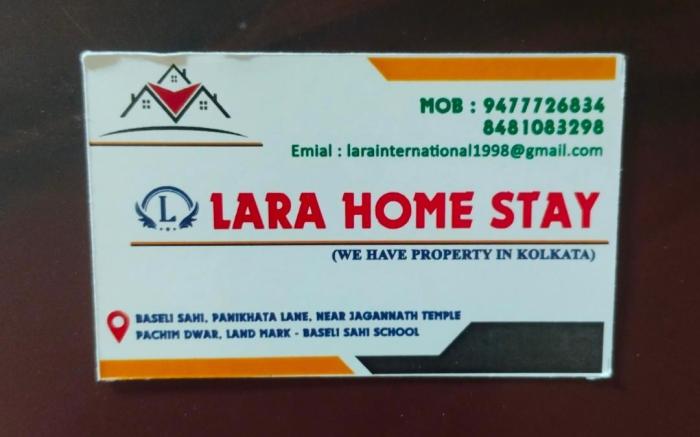 MOB : 9477726834
8481083298
Emial : larainternational1998@gmail.com
L LARA HOME STAY
(WE HAVE PROPERTY IN KOLKATA)
BASELI SAHI, PANIKHATA LANE, NEAR JAGANNATH TEMPLE
PACHIM DWAR, LAND MARK - BASELI SAHI SCHOOL